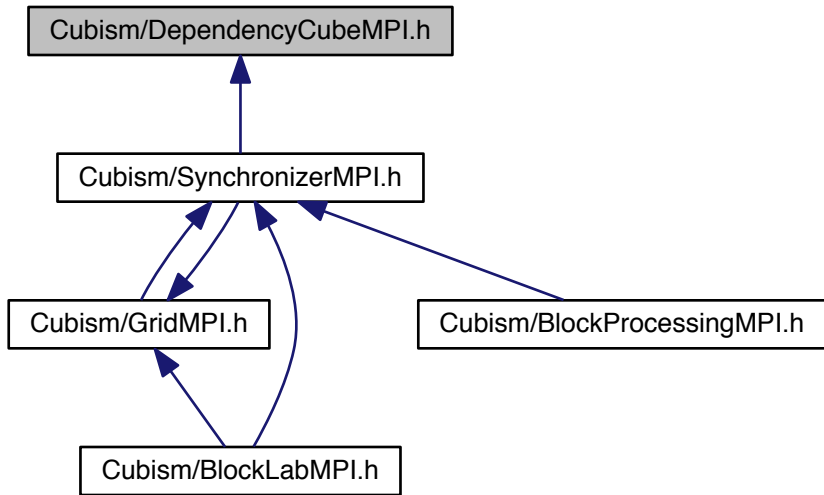 Cubism/DependencyCubeMPI.h
Cubism/SynchronizerMPI.h
Cubism/GridMPI.h
Cubism/BlockProcessingMPI.h
Cubism/BlockLabMPI.h